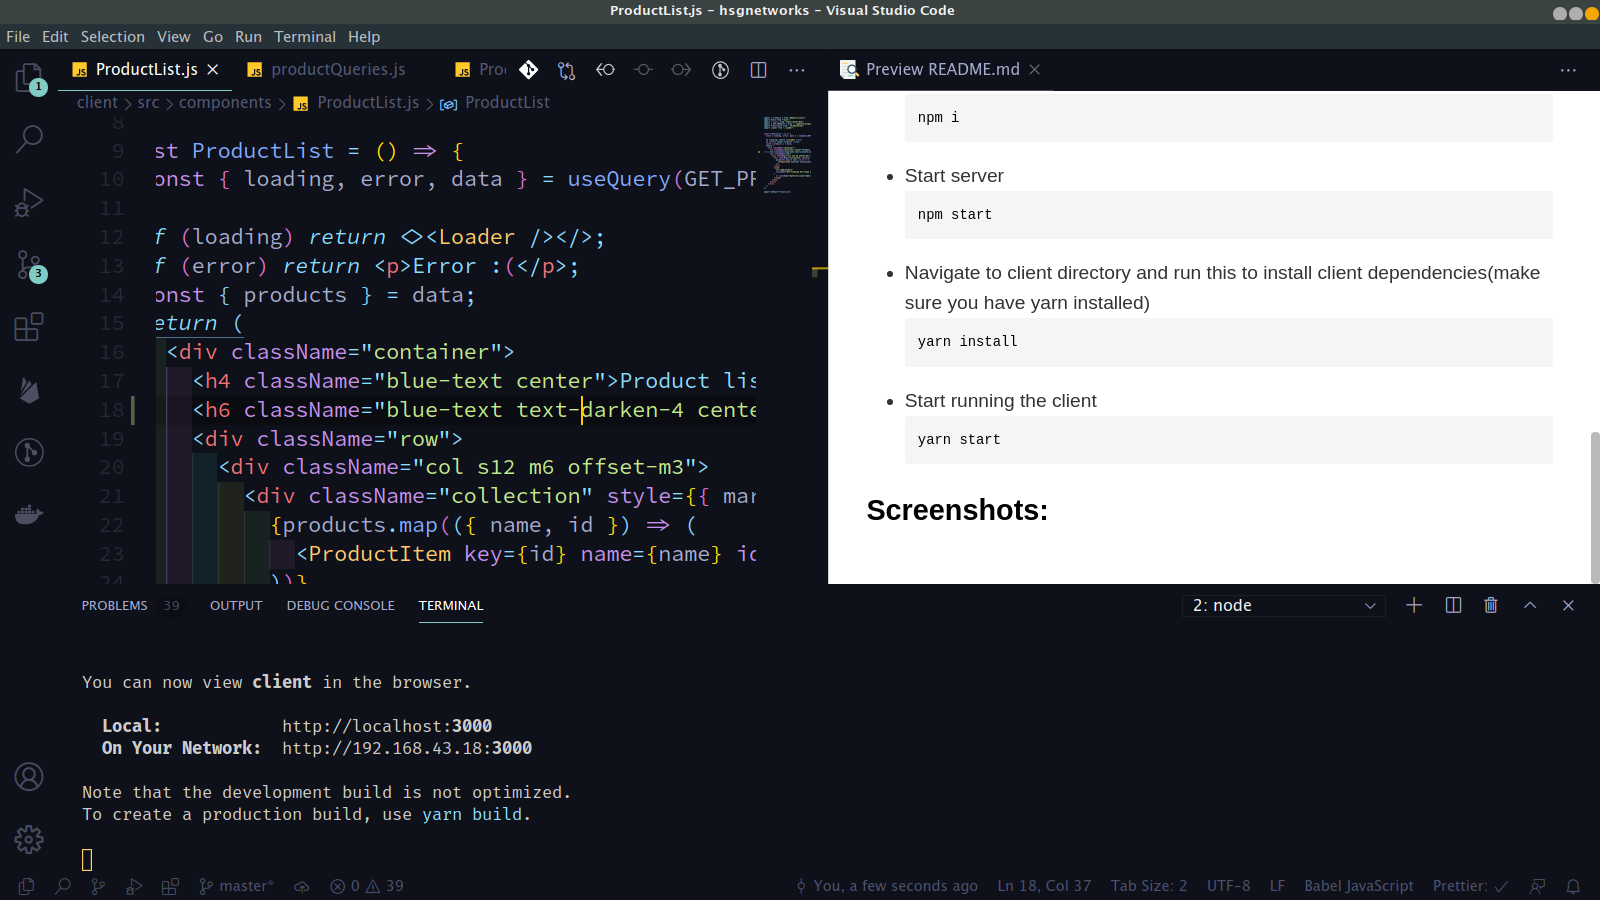 ProductList.js - hsgnetworks - Visual Studio Code
File Edit Selection View Go Run Terminal Help
ProductList.js
productQueries.js
Pro
Preview README.md
client > src > components > ProductList.js > ProductList
8
9 st ProductList = () => {
10 onst { loading, error, data } = useQuery(GET_PR
11
12 f (loading) return <><Loader /></>;
13 f (error) return <p>Error :(</p>;
14 onst { products } = data;
15 eturn (
16 <div className="container">
17 <h4 className="blue-text center">Product lis
18 <h6 className="blue-text text-darken-4 cente
19 <div className="row">
20 <div className="col s12 m6 offset-m3">
21 <div className="collection" style={{ mar
22 {products.map(({ name, id }) => (
23 <ProductItem key={id} name={name} id
24 ))}
1
3
npm i
• Start server
npm start
• Navigate to client directory and run this to install client dependencies(make
sure you have yarn installed)
yarn install
• Start running the client
yarn start
Screenshots:
PROBLEMS 39 OUTPUT DEBUG CONSOLE TERMINAL
2: node
You can now view client in the browser.
Local: http://localhost:3000
On Your Network: http://192.168.43.18:3000
Note that the development build is not optimized.
To create a production build, use yarn build.
master* 0 39 You, a few seconds ago Ln 18, Col 37 Tab Size: 2 UTF-8 LF Babel JavaScript Prettier: ✓